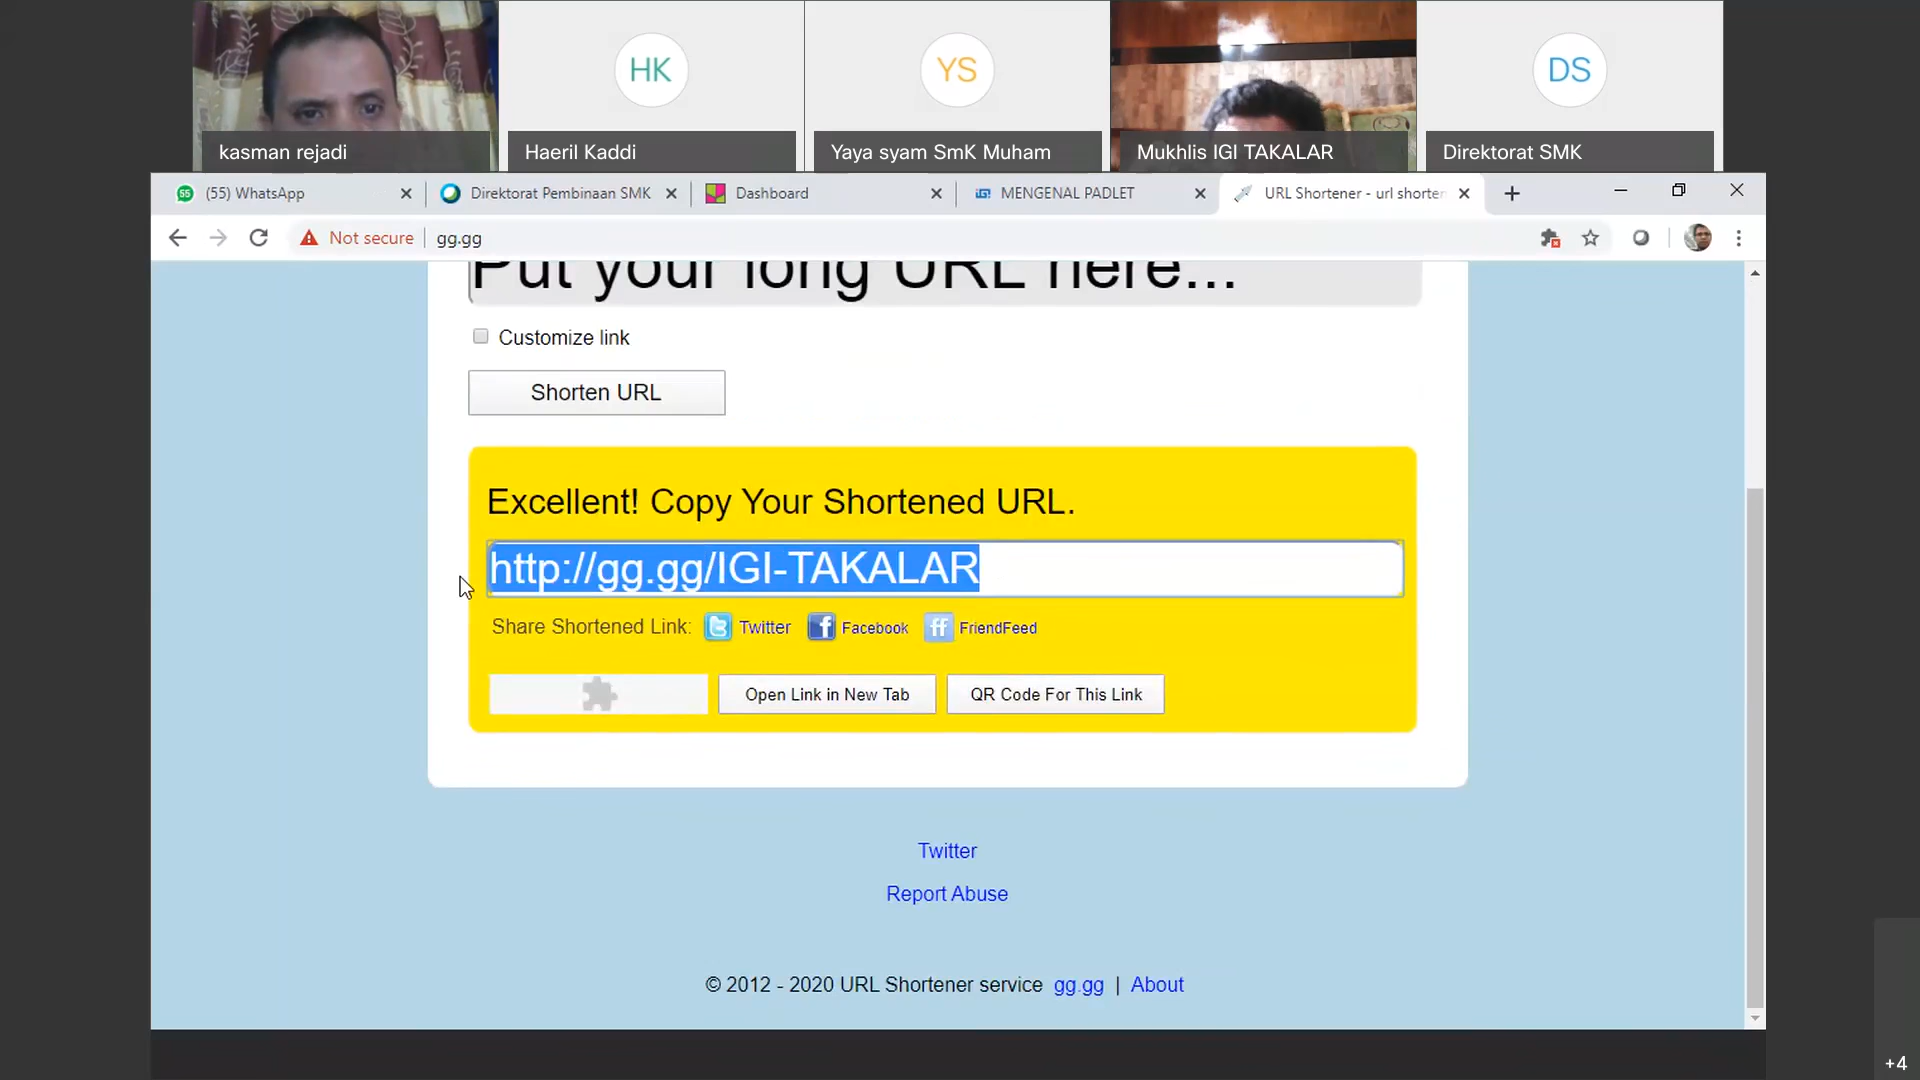 HK
YS
DS
kasman rejadi
Haeril Kaddi
Yaya syam SmK Muham
Mukhlis IGI TAKALAR
Direktorat SMK
55
(55) WhatsApp
Direktorat Pembinaan SMK
Dashboard
IGI
MENGENAL PADLET
URL Shortener - url shorten
Not secure
gg.gg
Put your long URL here...
Customize link
Shorten URL
Excellent! Copy Your Shortened URL.
http://gg.gg/IGI-TAKALAR
Share Shortened Link:
Twitter
Facebook
ff
FriendFeed
Open Link in New Tab
QR Code For This Link
Twitter
Report Abuse
© 2012 - 2020 URL Shortener service gg.gg | About
+4